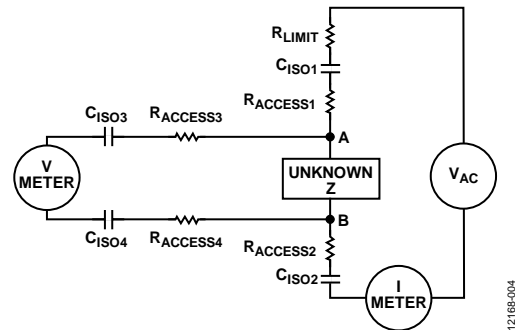 RLIMIT
CISO1
RACCESS1
CISO3
RACCESS3
A
V
METER
UNKNOWN
Z
VAC
B
CISO4
RACCESS4
RACCESS2
CISO2
I
METER
12168-004